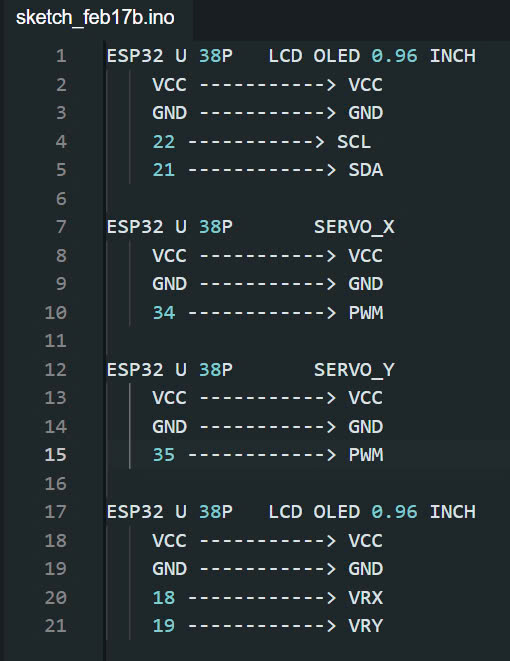 sketch_feb17b.ino
1 ESP32 U 38P LCD OLED 0.96 INCH
2 VCC -----------> VCC
3 GND -----------> GND
4 22 -----------> SCL
5 21 ------------> SDA
6
7 ESP32 U 38P SERVO_X
8 VCC -----------> VCC
9 GND -----------> GND
10 34 ------------> PWM
11
12 ESP32 U 38P SERVO_Y
13 VCC -----------> VCC
14 GND -----------> GND
15 35 ------------> PWM
16
17 ESP32 U 38P LCD OLED 0.96 INCH
18 VCC -----------> VCC
19 GND -----------> GND
20 18 ------------> VRX
21 19 ------------> VRY